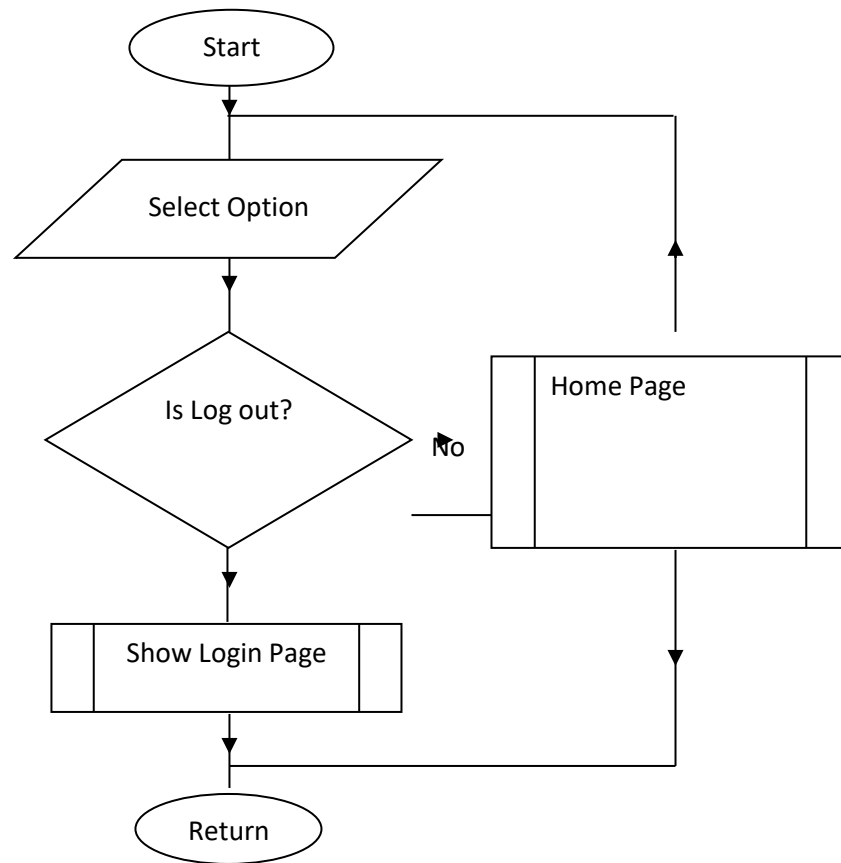 Start
Select Option
Is Log out?
No
Home Page
Show Login Page
Return